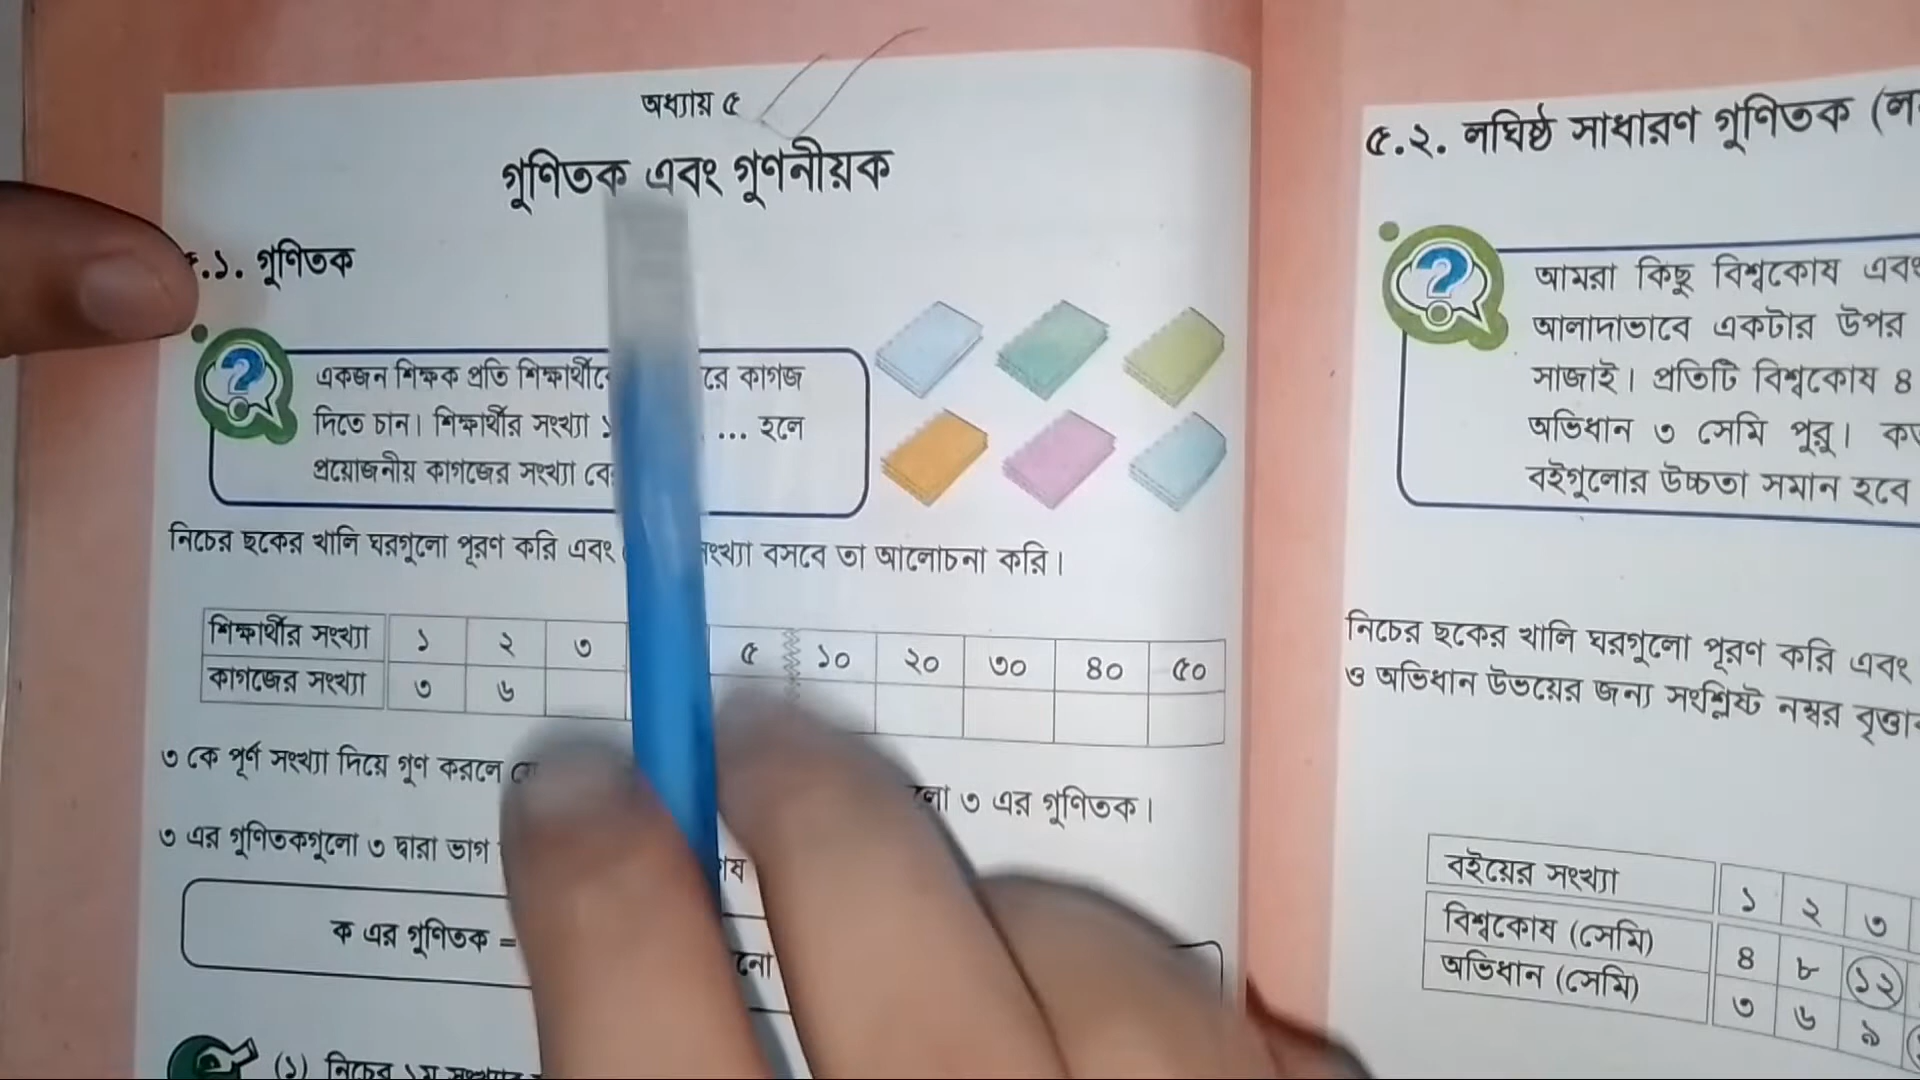 অধ্যায় ৫
গুণিতক এবং গুণনীয়ক
.১. গুণিতক
একজন শিক্ষক প্রতি কাগজ
দিতে চান। শিক্ষার্থীর সংখ্যা ... হলে
প্রয়োজনীয় কাগজের সংখ্যা
নিচের ছকের খালি ঘরগুলো পূরণ করি এবং বসবে তা আলোচনা করি।
শিক্ষার্থীর সংখ্যা ১ ২ ৩ ৫ ১০ ২০ ৩০ ৪০ ৫০
কাগজের সংখ্যা ৩ ৬
৩ কে পূর্ণ সংখ্যা দিয়ে গুণ করলে ৩ এর গুণিতক।
৩ এর গুণিতকগুলো ৩ দ্বারা ভাগ
ক এর গুণিতক =
(১) নিচের ১ম
৫.২. লঘিষ্ঠ সাধারণ গুণিতক
আমরা কিছু বিশ্বকোষ
আলাদাভাবে একটার উপর
সাজাই। প্রতিটি বিশ্বকোষ ৪
অভিধান ৩ সেমি পুরু।
বইগুলোর উচ্চতা সমান হবে
নিচের ছকের খালি ঘরগুলো পূরণ করি এবং
ও অভিধান উভয়ের জন্য সংশ্লিষ্ট নম্বর
বইয়ের সংখ্যা ১ ২ ৩
বিশ্বকোষ (সেমি) ৪ ৮ ১২
অভিধান (সেমি) ৩ ৬ ৯